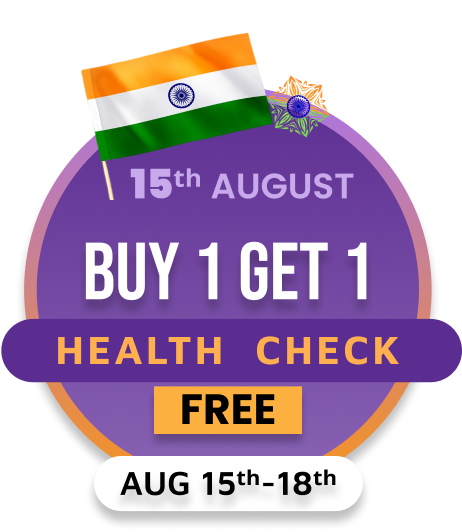 15th AUGUST
BUY 1 GET 1
HEALTH CHECK
FREE
AUG 15th-18th